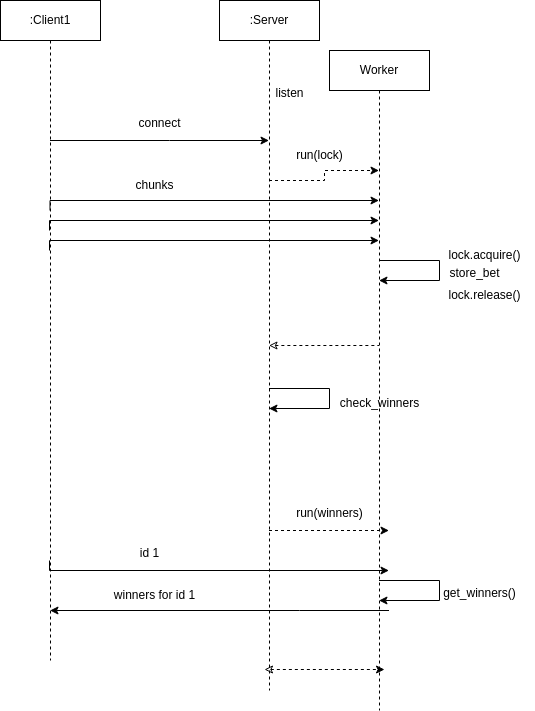 :Client1
:Server
Worker
listen
connect
run(lock)
chunks
lock.acquire()
store_bet
lock.release()
check_winners
run(winners)
id 1
get_winners()
winners for id 1